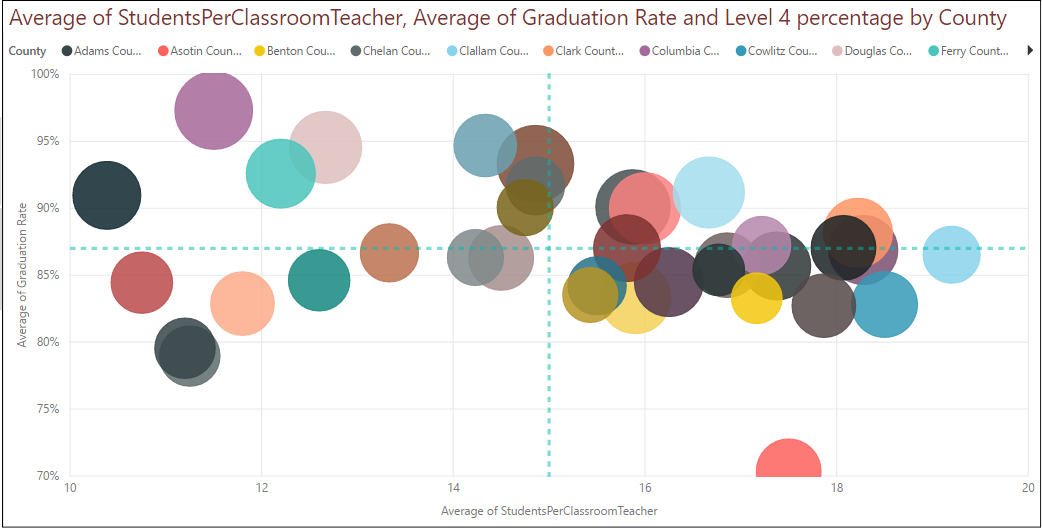 Average of StudentsPerClassroomTeacher, Average of Graduation Rate and Level 4 percentage by County
County Adams Cou... Asotin Coun... Benton Cou... Chelan Cou... Clallam Cou... Clark Count... Columbia C... Cowlitz Cou... Douglas Co... Ferry Count...
100%
95%
90%
85%
80%
75%
70%
Average of Graduation Rate
10 12 14 16 18 20
Average of StudentsPerClassroomTeacher